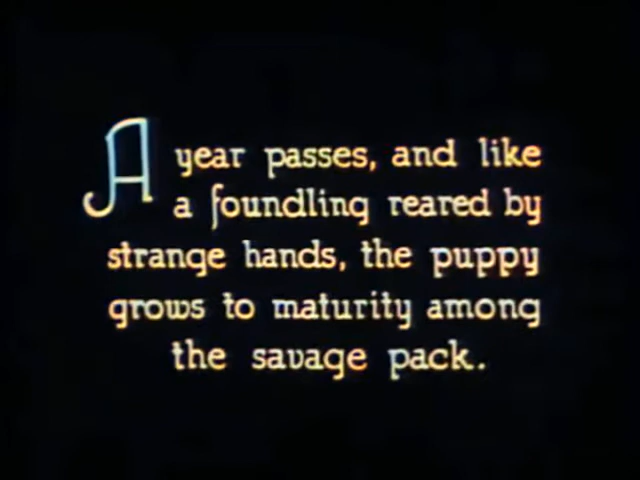 A year passes, and like
a foundling reared by
strange hands, the puppy
grows to maturity among
the savage pack.